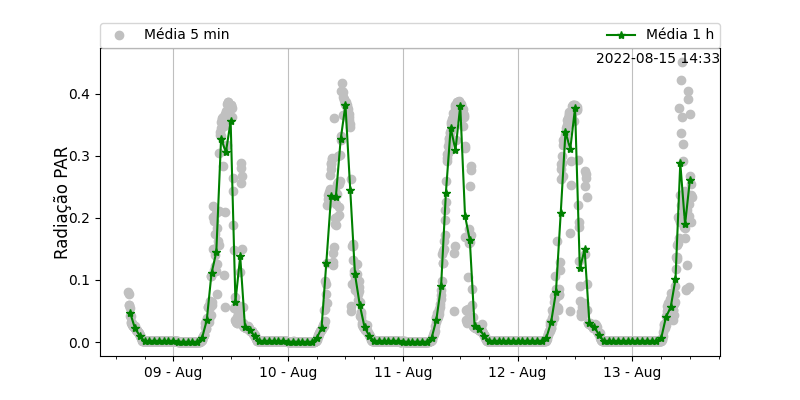 Média 5 min
Média 1 h
2022-08-15 14:33
Radiação PAR
0.4
0.3
0.2
0.1
0.0
09 - Aug
10 - Aug
11 - Aug
12 - Aug
13 - Aug